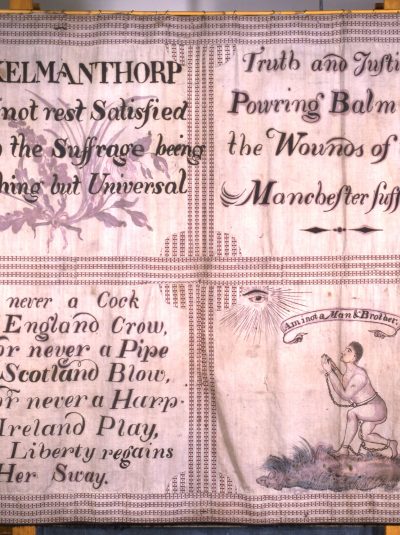 KELMANTHORP
not rest Satisfied
the Suffrage being
hing but Universal
Truth and Justi
Powring Balm
the Wounds of
Manchester suff
never a Cock
England Crow,
or never a Pipe
Scotland Blow,
or never a Harp.
Ireland Play,
Liberty regains
Her Sway.
Am I not a Man & Brother.